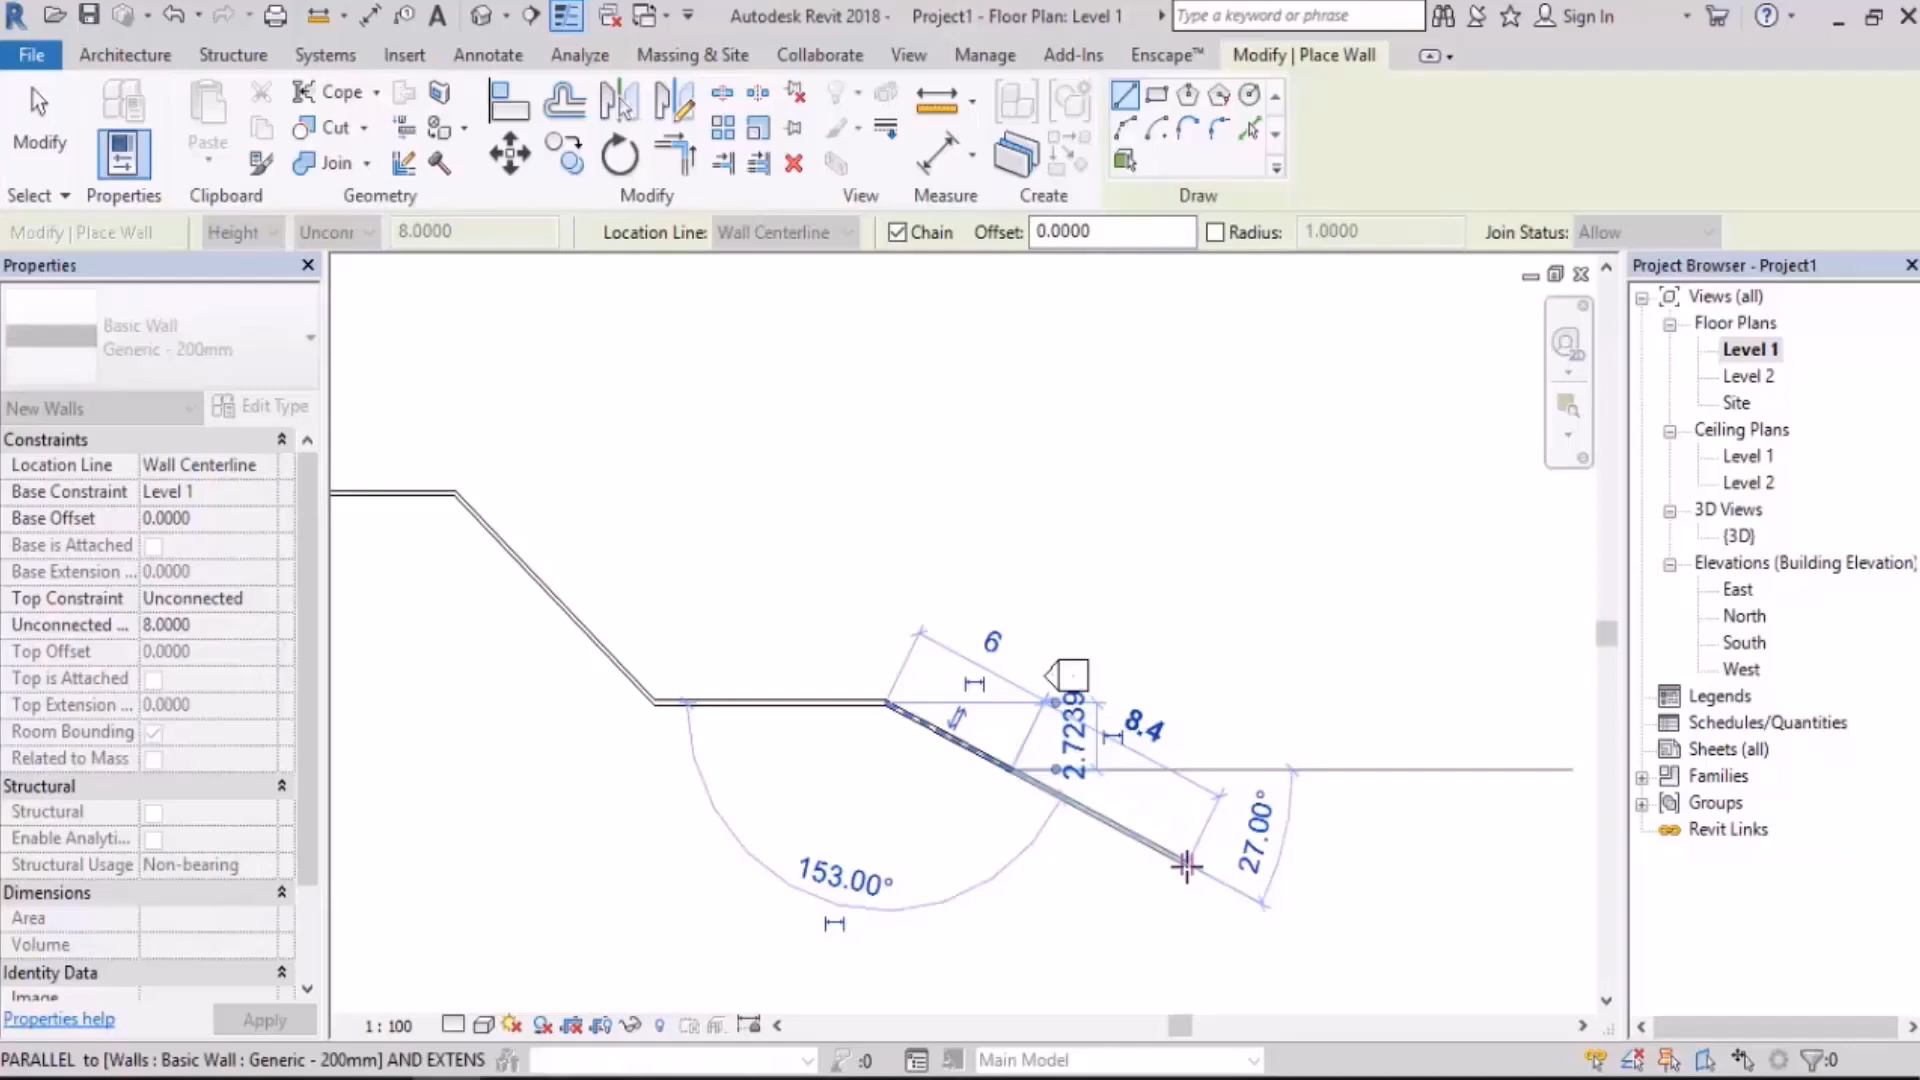 Autodesk Revit 2018 - Project1 - Floor Plan: Level 1
Type a keyword or phrase
Sign In
File Architecture Structure Systems Insert Annotate Analyze Massing & Site Collaborate View Manage Add-Ins Enscape™ Modify | Place Wall
Modify
Paste
Cope
Cut
Join
Select Properties Clipboard Geometry Modify View Measure Create Draw
Modify | Place Wall Height Unconr 8.0000 Location Line: Wall Centerline Chain Offset: 0.0000 Radius: 1.0000 Join Status: Allow
Properties
Basic Wall
Generic - 200mm
New Walls Edit Type
Constraints
Location Line Wall Centerline
Base Constraint Level 1
Base Offset 0.0000
Base is Attached
Base Extension ... 0.0000
Top Constraint Unconnected
Unconnected ... 8.0000
Top Offset 0.0000
Top is Attached
Top Extension ... 0.0000
Room Bounding
Related to Mass
Structural
Structural
Enable Analyti...
Structural Usage Non-bearing
Dimensions
Area
Volume
Identity Data
Image
Properties help Apply
6
2.7239
8.4
27.00°
153.00°
2D
Project Browser - Project1
Views (all)
Floor Plans
Level 1
Level 2
Site
Ceiling Plans
Level 1
Level 2
3D Views
{3D}
Elevations (Building Elevation)
East
North
South
West
Legends
Schedules/Quantities
Sheets (all)
Families
Groups
Revit Links
1 : 100
PARALLEL to [Walls : Basic Wall : Generic - 200mm] AND EXTENS
:0
Main Model
:0